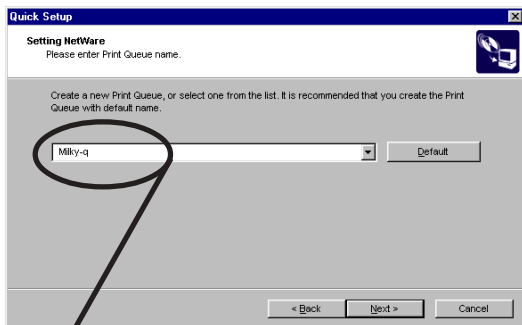 Quick Setup
Setting NetWare
Please enter Print Queue name.
Create a new Print Queue, or select one from the list. It is recommended that you create the Print
Queue with default name.
Milky-q
Default
< Back
Next >
Cancel